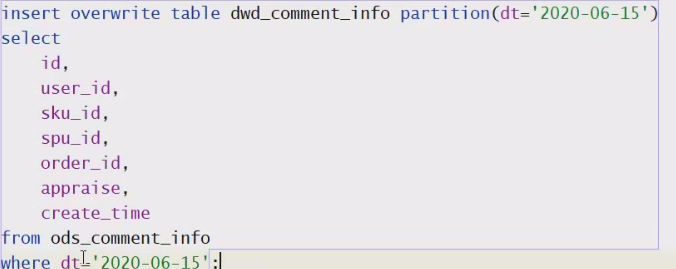 insert overwrite table dwd_comment_info partition(dt='2020-06-15')
select
    id,
    user_id,
    sku_id,
    spu_id,
    order_id,
    appraise,
    create_time
from ods_comment_info
where dt='2020-06-15';